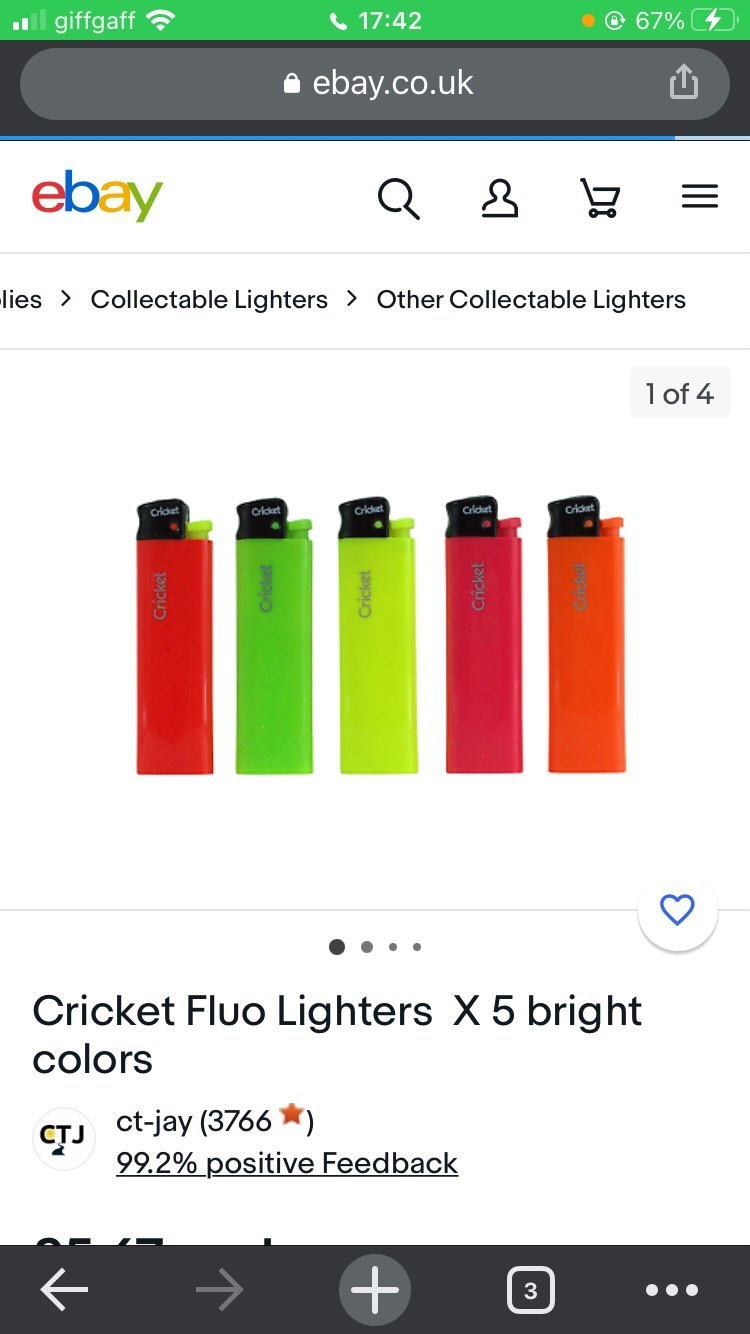 giffgaff 17:42 67%
ebay.co.uk
ebay
lies > Collectable Lighters > Other Collectable Lighters
1 of 4
Cricket Cricket Cricket Cricket Cricket
Cricket Cricket Cricket Cricket Cricket
Cricket Fluo Lighters X 5 bright
colors
CTJ
ct-jay (3766)
99.2% positive Feedback
3